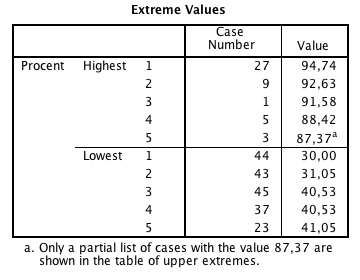 Extreme Values
Case Number Value
Procent Highest 1 27 94,74
2 9 92,63
3 1 91,58
4 5 88,42
5 3 87,37a
Lowest 1 44 30,00
2 43 31,05
3 45 40,53
4 37 40,53
5 23 41,05
a. Only a partial list of cases with the value 87,37 are
shown in the table of upper extremes.